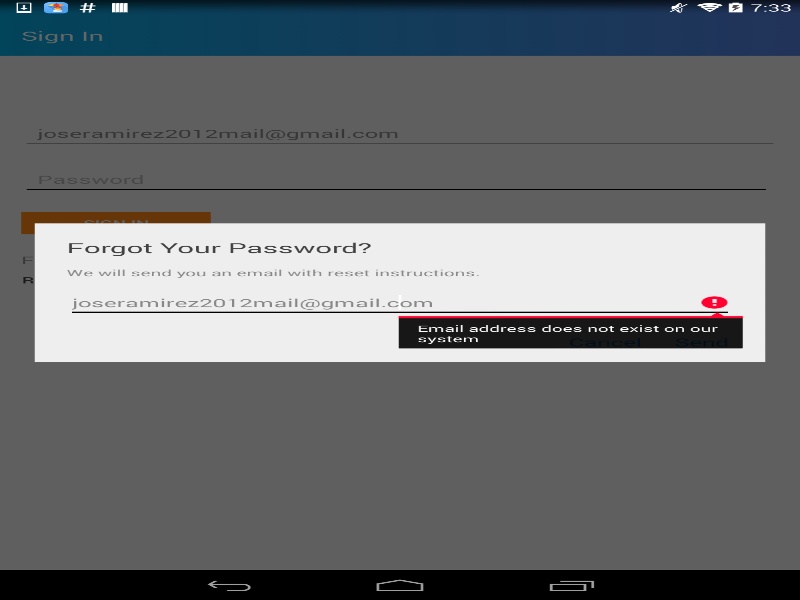 7:33
Sign In
joseramirez2012mail@gmail.com
Password
SIGN IN
Forgot Your Password?
We will send you an email with reset instructions.
joseramirez2012mail@gmail.com
Email address does not exist on our
system
Cancel Send